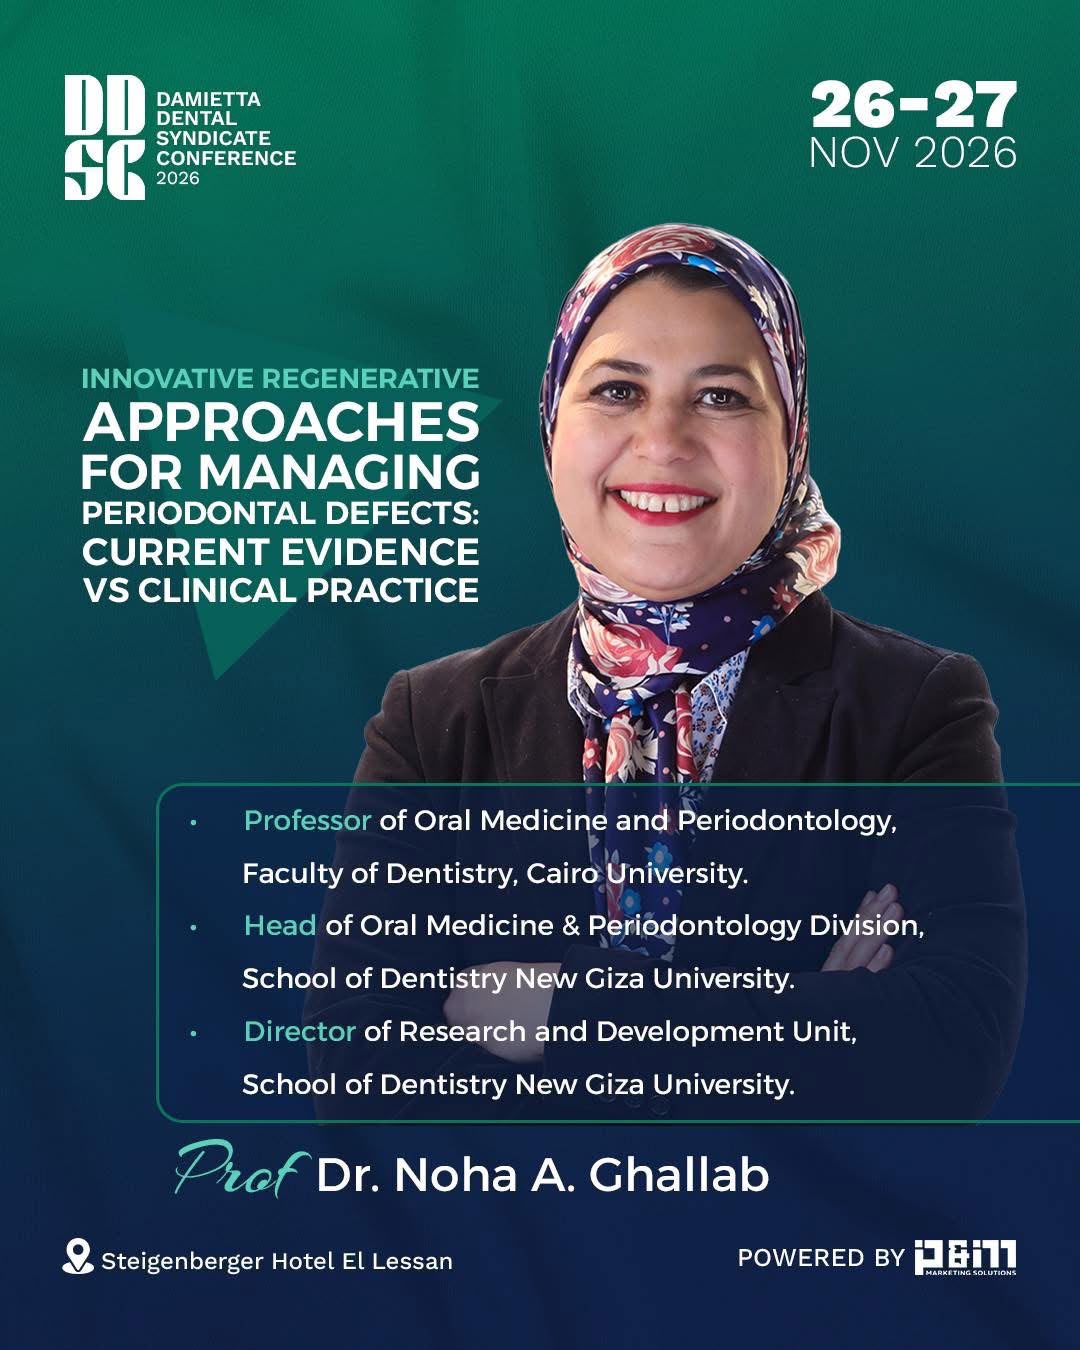 DDSC
DAMIETTA
DENTAL
SYNDICATE
CONFERENCE
2026
26-27
NOV 2026
INNOVATIVE REGENERATIVE
APPROACHES
FOR MANAGING
PERIODONTAL DEFECTS:
CURRENT EVIDENCE
VS CLINICAL PRACTICE
• Professor of Oral Medicine and Periodontology,
Faculty of Dentistry, Cairo University.
• Head of Oral Medicine & Periodontology Division,
School of Dentistry New Giza University.
• Director of Research and Development Unit,
School of Dentistry New Giza University.
Prof Dr. Noha A. Ghallab
Steigenberger Hotel El Lessan
POWERED BY P&M
MARKETING SOLUTIONS